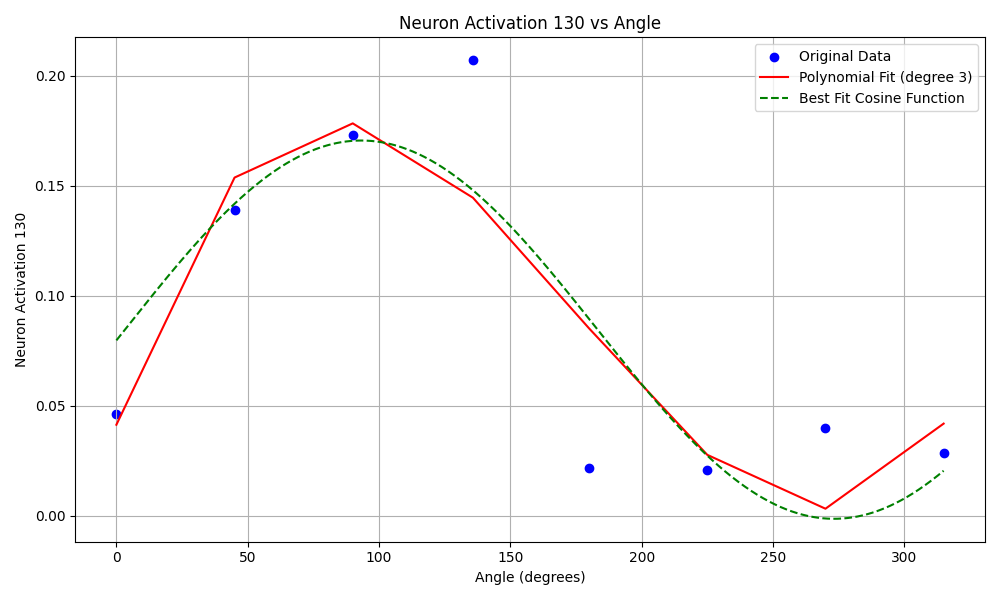 Neuron Activation 130 vs Angle
Original Data
Polynomial Fit (degree 3)
Best Fit Cosine Function
Neuron Activation 130
0.20
0.15
0.10
0.05
0.00
0 50 100 150 200 250 300
Angle (degrees)